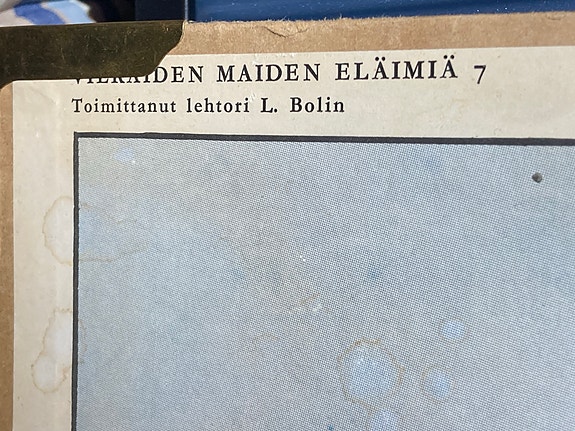 VIERAIDEN MAIDEN ELÄIMIÄ 7
Toimittanut lehtori L. Bolin